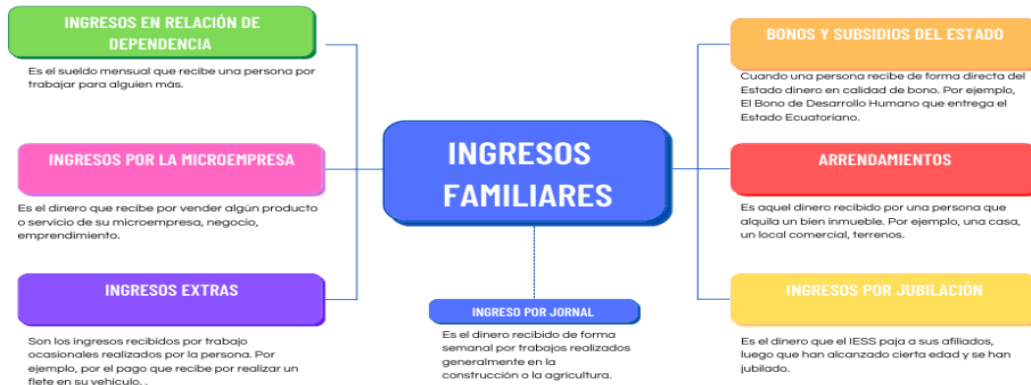 INGRESOS EN RELACIÓN DE
DEPENDENCIA
Es el sueldo mensual que recibe una persona por
trabajar para alguien más.
INGRESOS POR LA MICROEMPRESA
Es el dinero que recibe por vender algún producto
o servicio de su microempresa, negocio,
emprendimiento.
INGRESOS EXTRAS
Son los ingresos recibidos por trabajo
ocasionales realizados por la persona. Por
ejemplo, por el pago que recibe por realizar un
flete en su vehículo. .
INGRESOS
FAMILIARES
INGRESO POR JORNAL
Es el dinero recibido de forma
semanal por trabajos realizados
generalmente en la
construcción o la agricultura.
BONOS Y SUBSIDIOS DEL ESTADO
Cuando una persona recibe de forma directa del
Estado dinero en calidad de bono. Por ejemplo,
El Bono de Desarrollo Humano que entrega el
Estado Ecuatoriano.
ARRENDAMIENTOS
Es aquel dinero recibido por una persona que
alquila un bien inmueble. Por ejemplo, una casa,
un local comercial, terrenos.
INGRESOS POR JUBILACIÓN
Es el dinero que el IESS paja a sus afiliados,
luego que han alcanzado cierta edad y se han
jubilado.